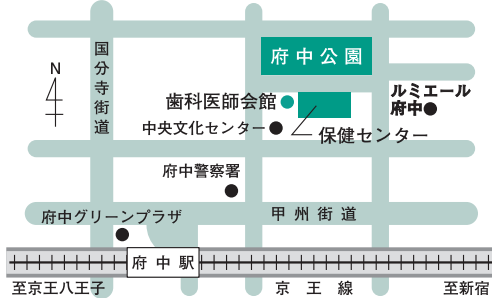 国分寺街道
N
府中公園
ルミエール
府中
歯科医師会館
中央文化センター
保健センター
府中警察署
甲州街道
府中グリーンプラザ
府中駅
至京王八王子
京王線
至新宿